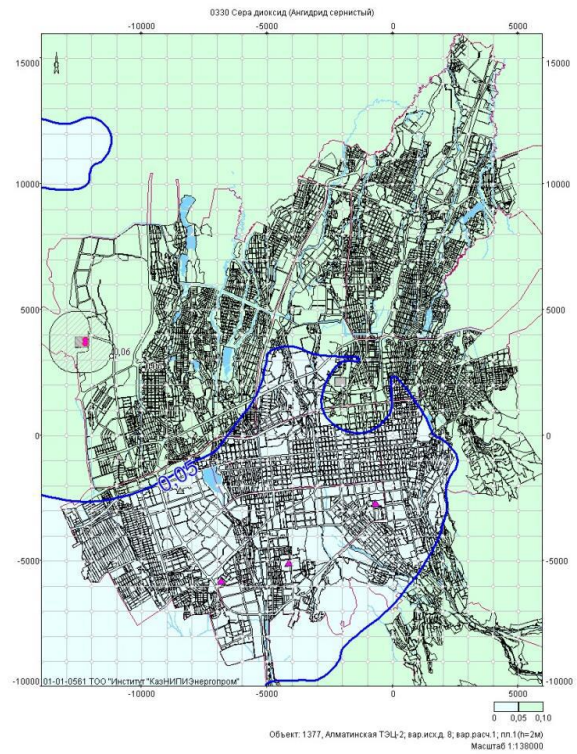 0330 Сера диоксид (Ангидрид сернистый)
-10000 -5000 0 5000
15000 15000
10000 10000
5000 5000
0,06
0 0
0,05
-5000 -5000
-10000 01-01-0561 ТОО "Институт "КазНИПИЭнергопром" -10000
-10000 -5000 0 5000
0 0,05 0,10
Объект: 1377, Алматинская ТЭЦ-2; вар.исх.д. 8; вар.расч.1; пл.1(h=2м)
Масштаб 1:138000